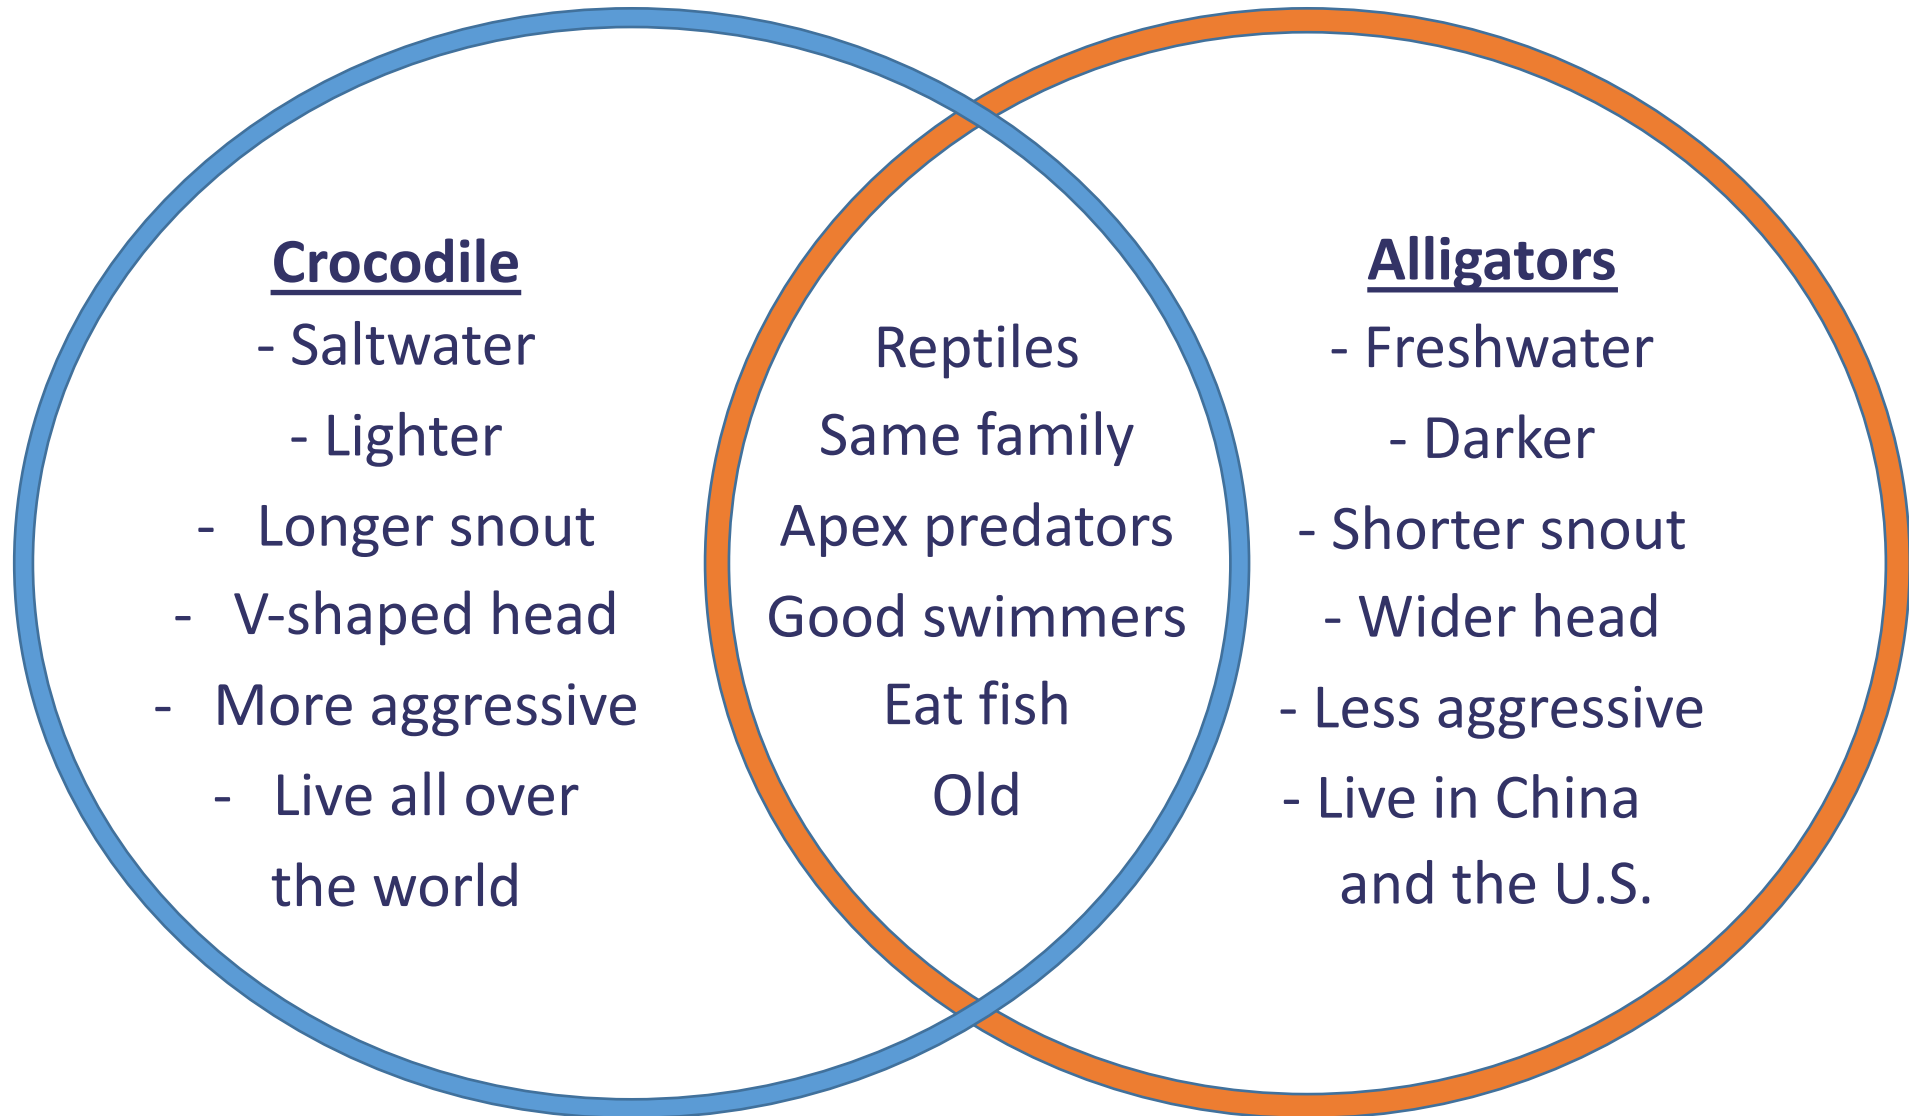 Crocodile
- Saltwater
- Lighter
- Longer snout
- V-shaped head
- More aggressive
- Live all over
the world
Reptiles
Same family
Apex predators
Good swimmers
Eat fish
Old
Alligators
- Freshwater
- Darker
- Shorter snout
- Wider head
- Less aggressive
- Live in China
and the U.S.